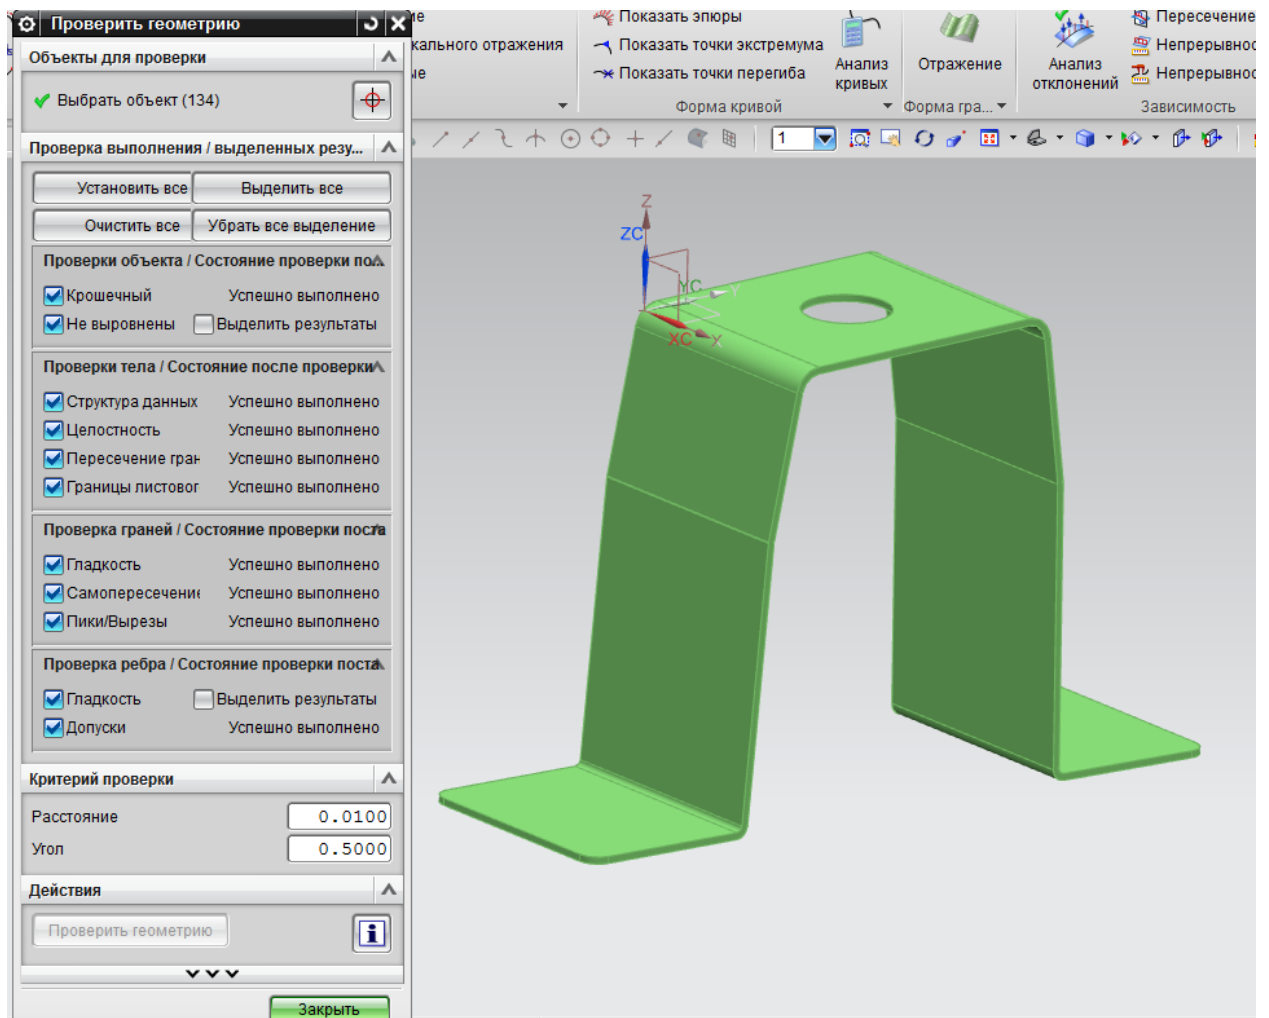 Проверить геометрию
Объекты для проверки
Выбрать объект (134)
Проверка выполнения / выделенных резу...
Установить все
Выделить все
Очистить все
Убрать все выделение
Проверки объекта / Состояние проверки по
Крошечный
Успешно выполнено
Не выровнены
Выделить результаты
Проверки тела / Состояние после проверки
Структура данных
Успешно выполнено
Целостность
Успешно выполнено
Пересечение гран
Успешно выполнено
Границы листовог
Успешно выполнено
Проверка граней / Состояние проверки посла
Гладкость
Успешно выполнено
Самопересечение
Успешно выполнено
Пики/Вырезы
Успешно выполнено
Проверка ребра / Состояние проверки поста
Гладкость
Выделить результаты
Допуски
Успешно выполнено
Критерий проверки
Расстояние
0.0100
Угол
0.5000
Действия
Проверить геометрию
Закрыть
ие
кального отражения
ые
Показать эпюры
Показать точки экстремума
Показать точки перегиба
Форма кривой
Анализ
кривых
Отражение
Форма гра...
Анализ
отклонений
Пересечение
Непрерывнос
Непрерывнос
Зависимость
1
Z
ZC
YC
Y
XC
X